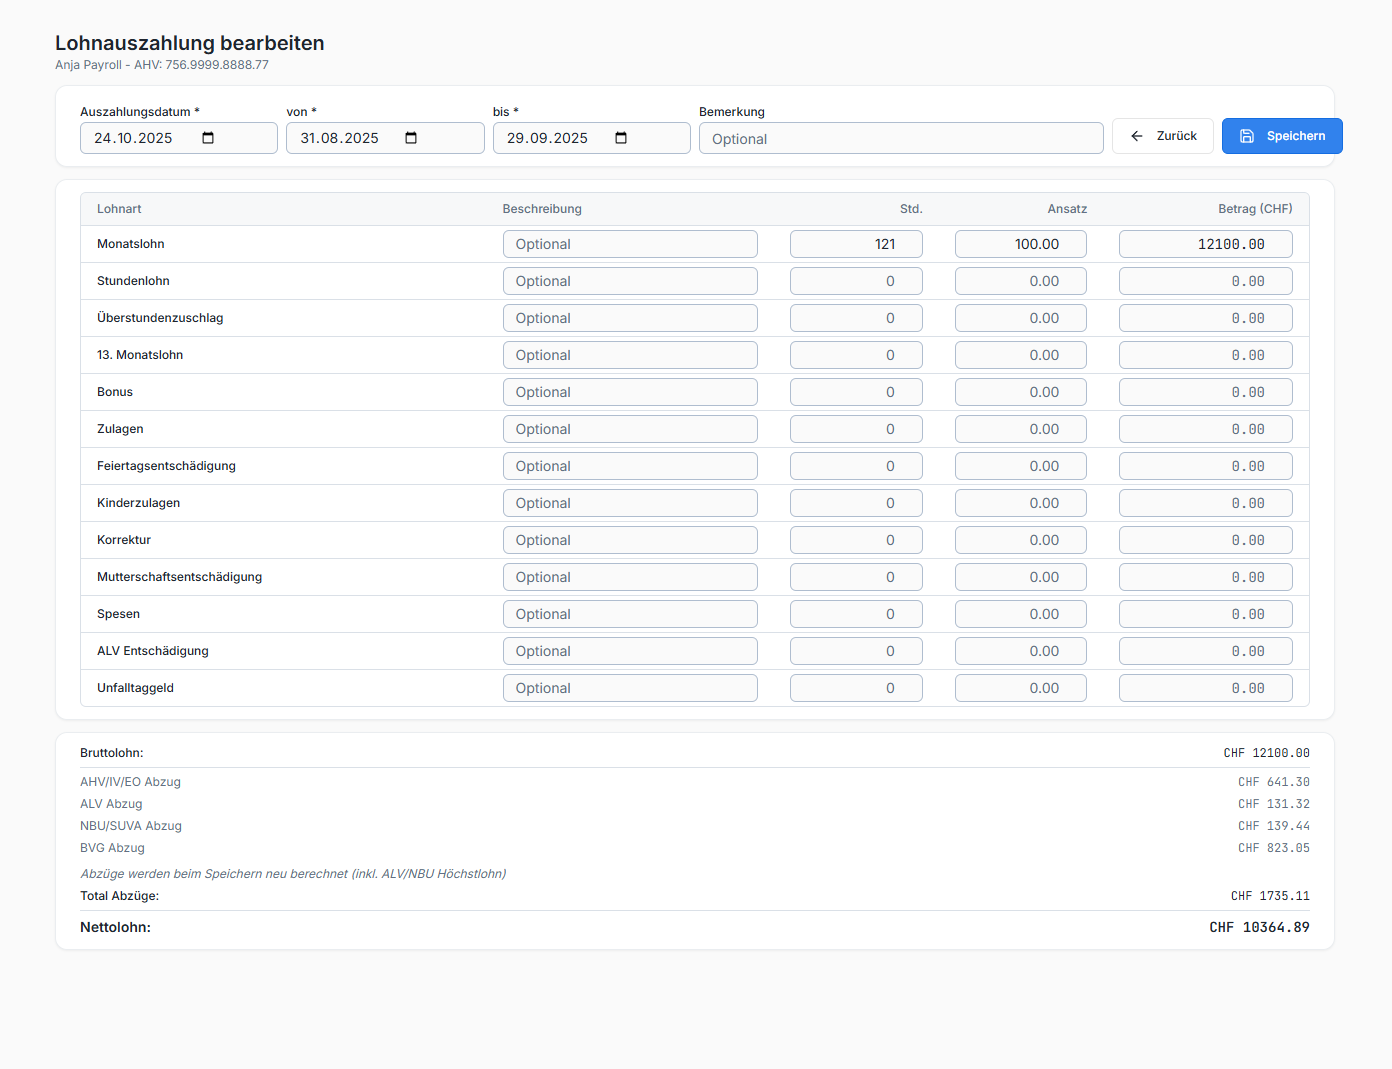 Lohnauszahlung bearbeiten
Anja Payroll - AHV: 756.9999.8888.77
Auszahlungsdatum * von * bis * Bemerkung
24.10.2025 31.08.2025 29.09.2025 Optional Zurück Speichern
Lohnart Beschreibung Std. Ansatz Betrag (CHF)
Monatslohn Optional 121 100.00 12100.00
Stundenlohn Optional 0 0.00 0.00
Überstundenzuschlag Optional 0 0.00 0.00
13. Monatslohn Optional 0 0.00 0.00
Bonus Optional 0 0.00 0.00
Zulagen Optional 0 0.00 0.00
Feiertagsentschädigung Optional 0 0.00 0.00
Kinderzulagen Optional 0 0.00 0.00
Korrektur Optional 0 0.00 0.00
Mutterschaftsentschädigung Optional 0 0.00 0.00
Spesen Optional 0 0.00 0.00
ALV Entschädigung Optional 0 0.00 0.00
Unfalltaggeld Optional 0 0.00 0.00
Bruttolohn: CHF 12100.00
AHV/IV/EO Abzug CHF 641.30
ALV Abzug CHF 131.32
NBU/SUVA Abzug CHF 139.44
BVG Abzug CHF 823.05
Abzüge werden beim Speichern neu berechnet (inkl. ALV/NBU Höchstlohn)
Total Abzüge: CHF 1735.11
Nettolohn: CHF 10364.89